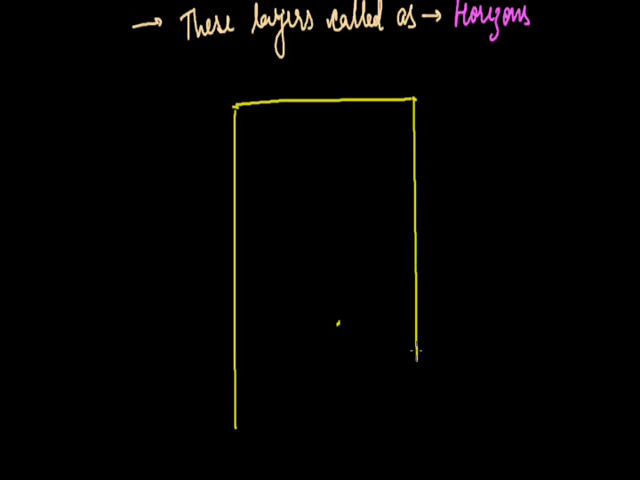 → These layers called as → Horizons